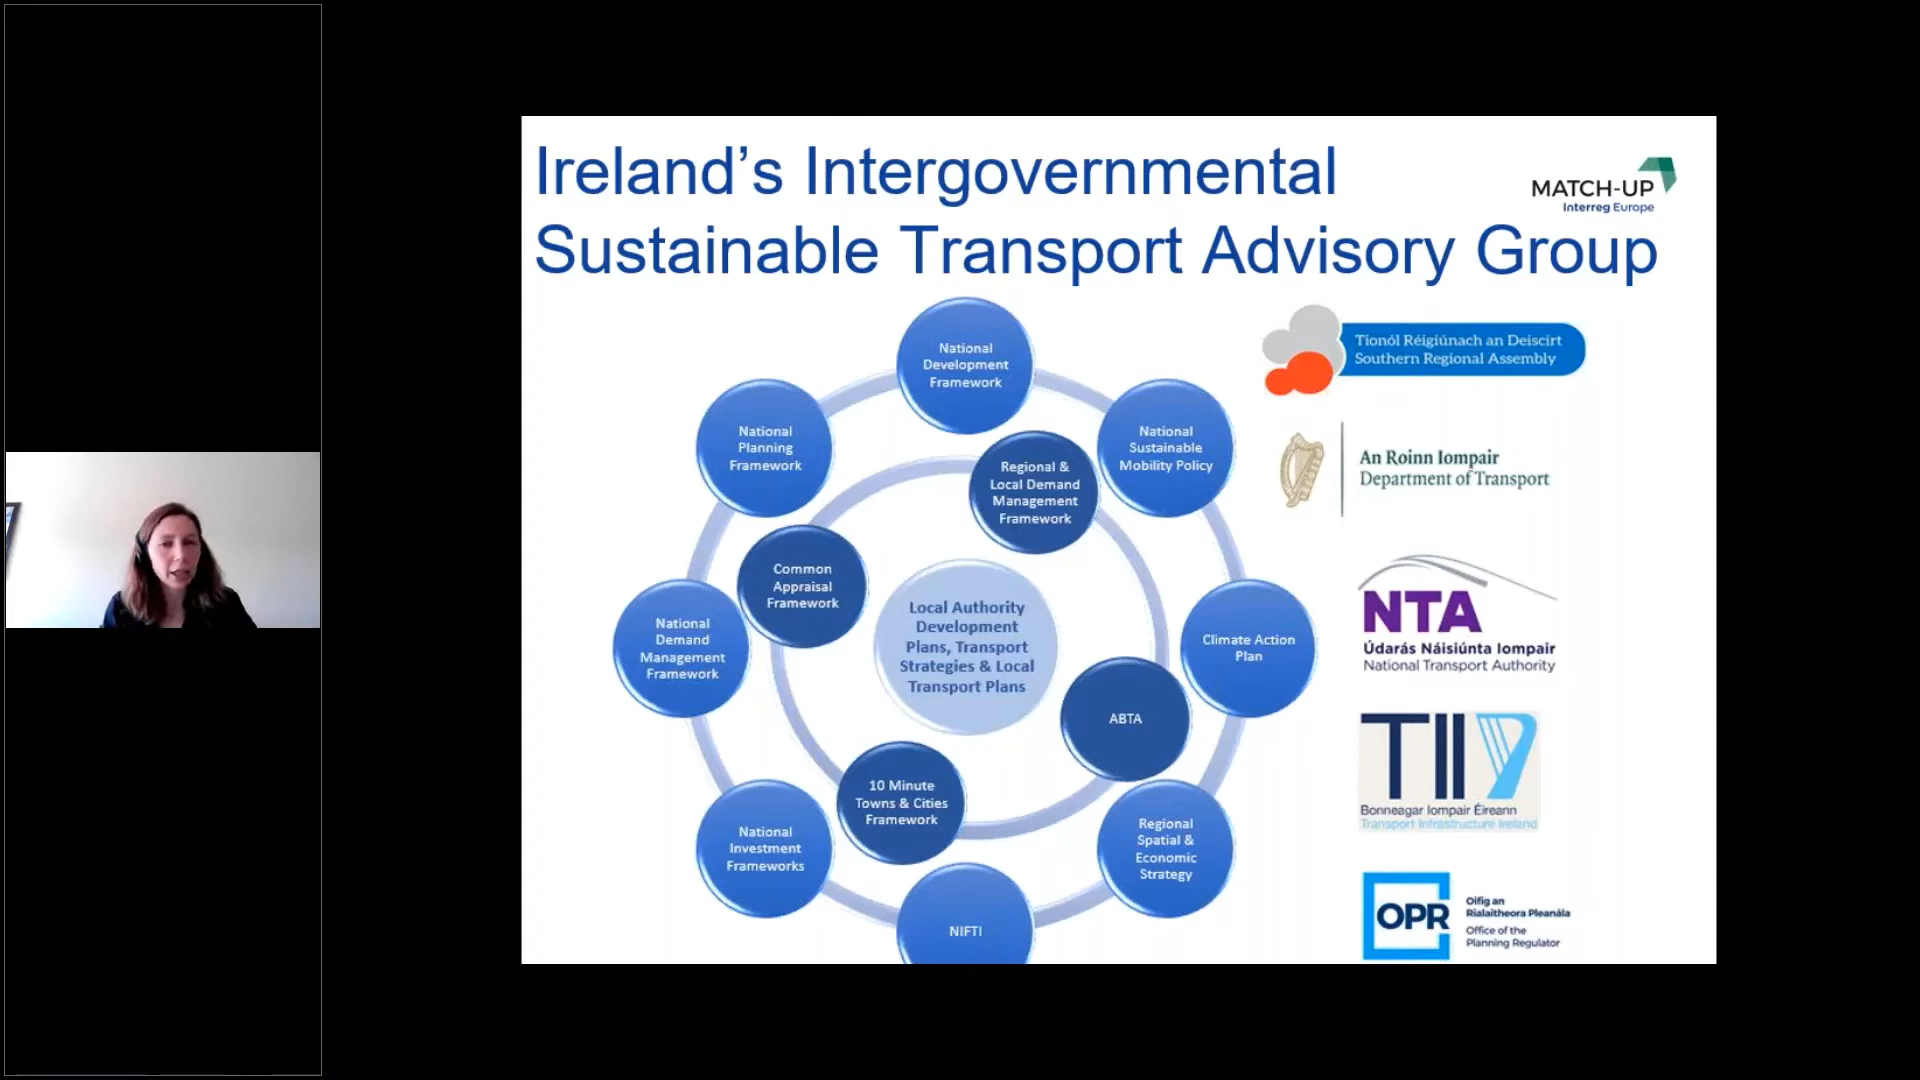 Ireland’s Intergovernmental
Sustainable Transport Advisory Group
MATCH-UP
Interreg Europe
National
Development
Framework
National
Planning
Framework
National
Sustainable
Mobility Policy
Regional &
Local Demand
Management
Framework
Common
Appraisal
Framework
National
Demand
Management
Framework
Local Authority
Development
Plans, Transport
Strategies & Local
Transport Plans
Climate Action
Plan
ABTA
10 Minute
Towns & Cities
Framework
National
Investment
Frameworks
Regional
Spatial &
Economic
Strategy
NIFTI
Tionól Réigiúnach an Deiscirt
Southern Regional Assembly
An Roinn Iompair
Department of Transport
NTA
Údarás Náisiúnta Iompair
National Transport Authority
TII
Bonneagar Iompair Éireann
Transport Infrastructure Ireland
OPR
Oifig an
Rialaitheora Pleanála
Office of the
Planning Regulator